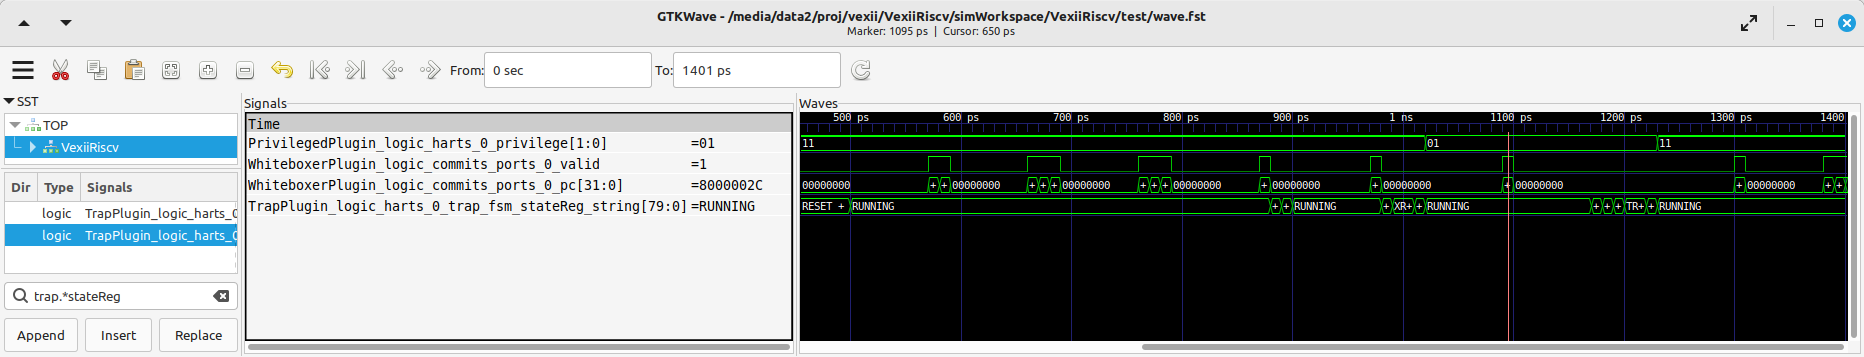 GTKWave - /media/data2/proj/vexii/VexiiRiscv/simWorkspace/VexiiRiscv/test/wave.fst
Marker: 1095 ps | Cursor: 650 ps
From: 0 sec To: 1401 ps
SST
TOP
VexiiRiscv
Dir Type Signals
logic TrapPlugin_logic_harts_0
logic TrapPlugin_logic_harts_0
trap.*stateReg
Append Insert Replace
Signals
Time
PrivilegedPlugin_logic_harts_0_privilege[1:0] =01
WhiteboxerPlugin_logic_commits_ports_0_valid =1
WhiteboxerPlugin_logic_commits_ports_0_pc[31:0] =8000002C
TrapPlugin_logic_harts_0_trap_fsm_stateReg_string[79:0] =RUNNING
Waves
500 ps 600 ps 700 ps 800 ps 900 ps 1 ns 1100 ps 1200 ps 1300 ps 1400
11 01 11
00000000 + + 00000000 + + + 00000000 + + + 00000000 + 00000000 + 00000000 + 00000000 + 00000000 + +
RESET + RUNNING + + RUNNING + XR+ + RUNNING + + + TR+ + RUNNING